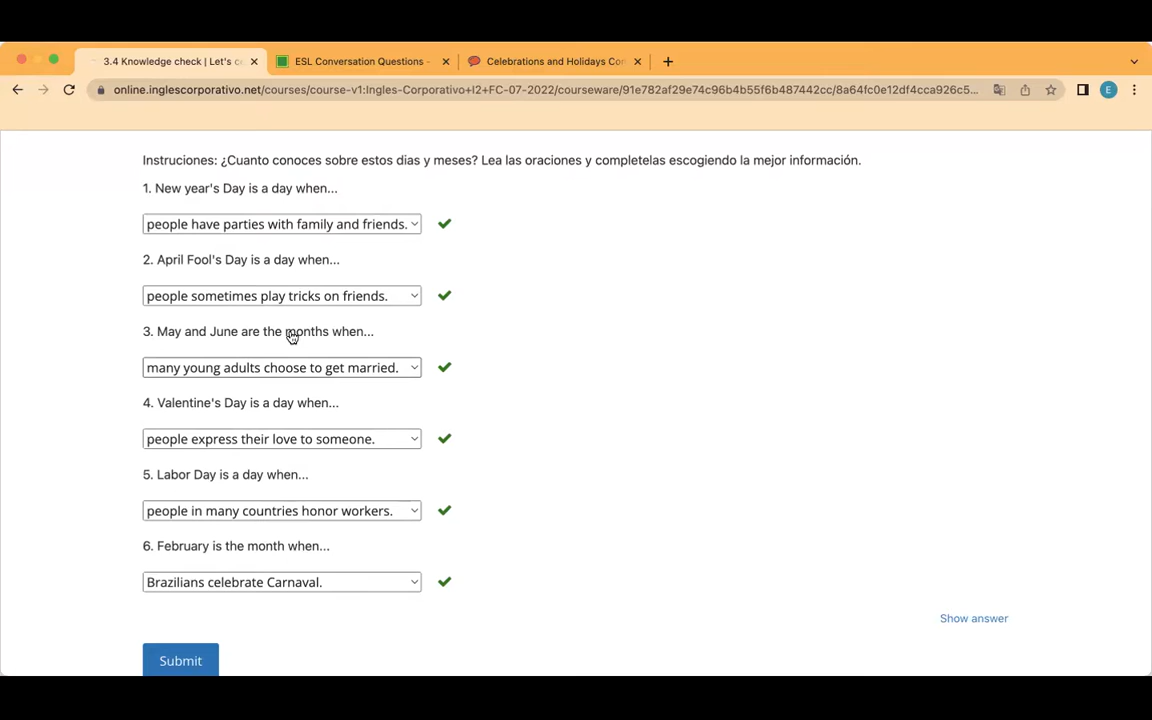 3.4 Knowledge check | Let's ce
ESL Conversation Questions -
Celebrations and Holidays Con
online.inglescorporativo.net/courses/course-v1:Ingles-Corporativo+I2+FC-07-2022/courseware/91e782af29e74c96b4b55f6b487442cc/8a64fc0e12df4cca926c5...
E
Instruciones: ¿Cuanto conoces sobre estos dias y meses? Lea las oraciones y completelas escogiendo la mejor información.
1. New year's Day is a day when...
people have parties with family and friends.
2. April Fool's Day is a day when...
people sometimes play tricks on friends.
3. May and June are the months when...
many young adults choose to get married.
4. Valentine's Day is a day when...
people express their love to someone.
5. Labor Day is a day when...
people in many countries honor workers.
6. February is the month when...
Brazilians celebrate Carnaval.
Show answer
Submit